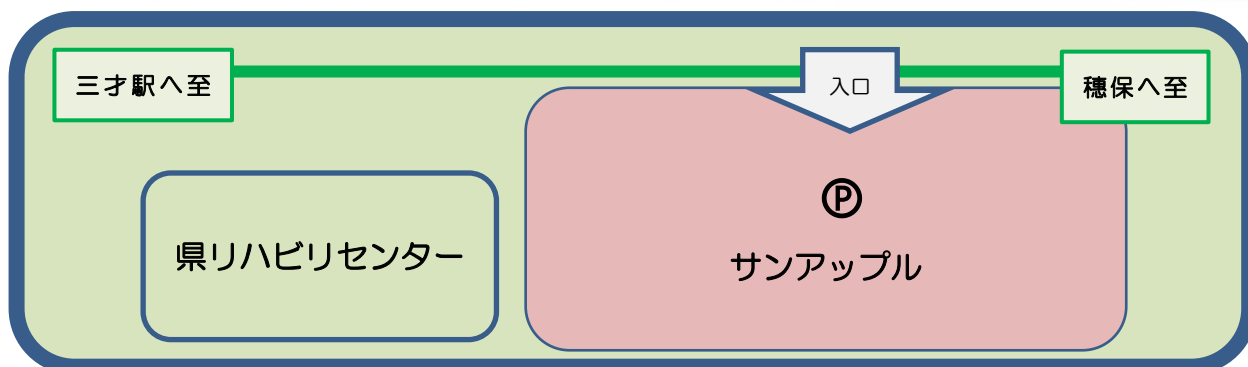 三才駅へ至
入口
穂保へ至
Ⓟ
県リハビリセンター
サンアップル